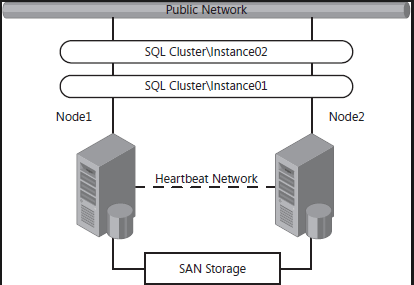 Public Network
SQL Cluster\Instance02
SQL Cluster\Instance01
Node1
Node2
Heartbeat Network
SAN Storage